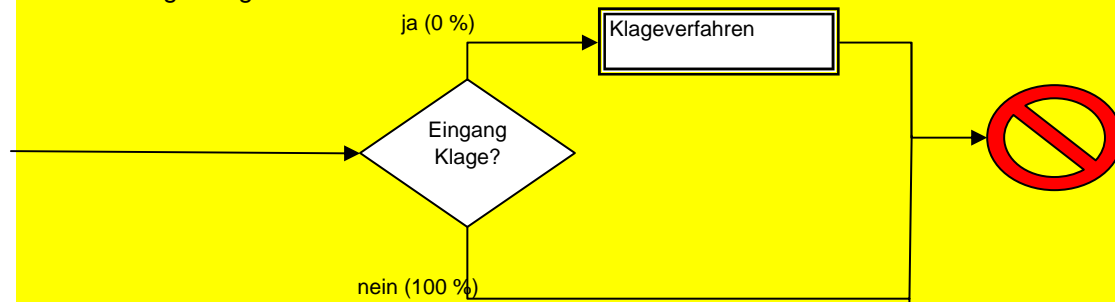 ja (0 %)
Klageverfahren
Eingang
Klage?
nein (100 %)